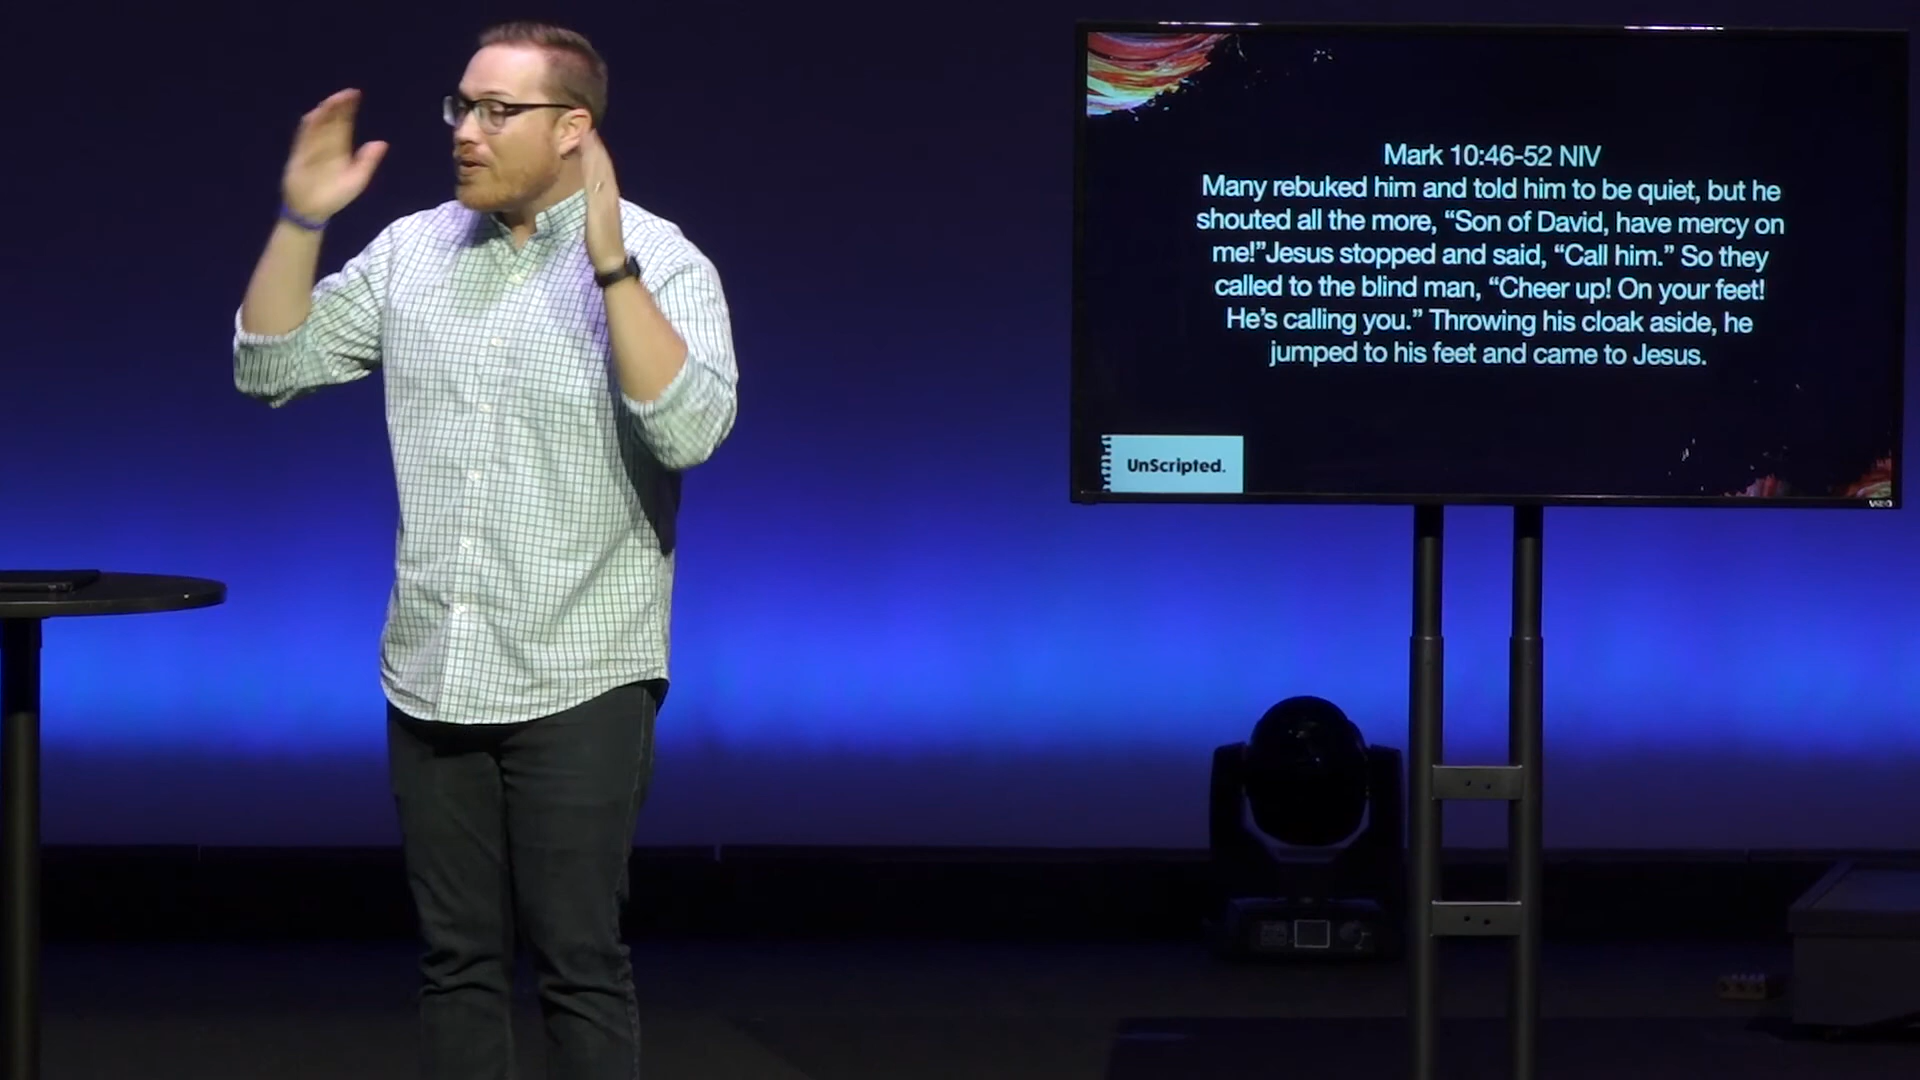 Mark 10:46-52 NIV
Many rebuked him and told him to be quiet, but he
shouted all the more, “Son of David, have mercy on
me!”Jesus stopped and said, “Call him.” So they
called to the blind man, “Cheer up! On your feet!
He’s calling you.” Throwing his cloak aside, he
jumped to his feet and came to Jesus.
UnScripted.
VIZIO